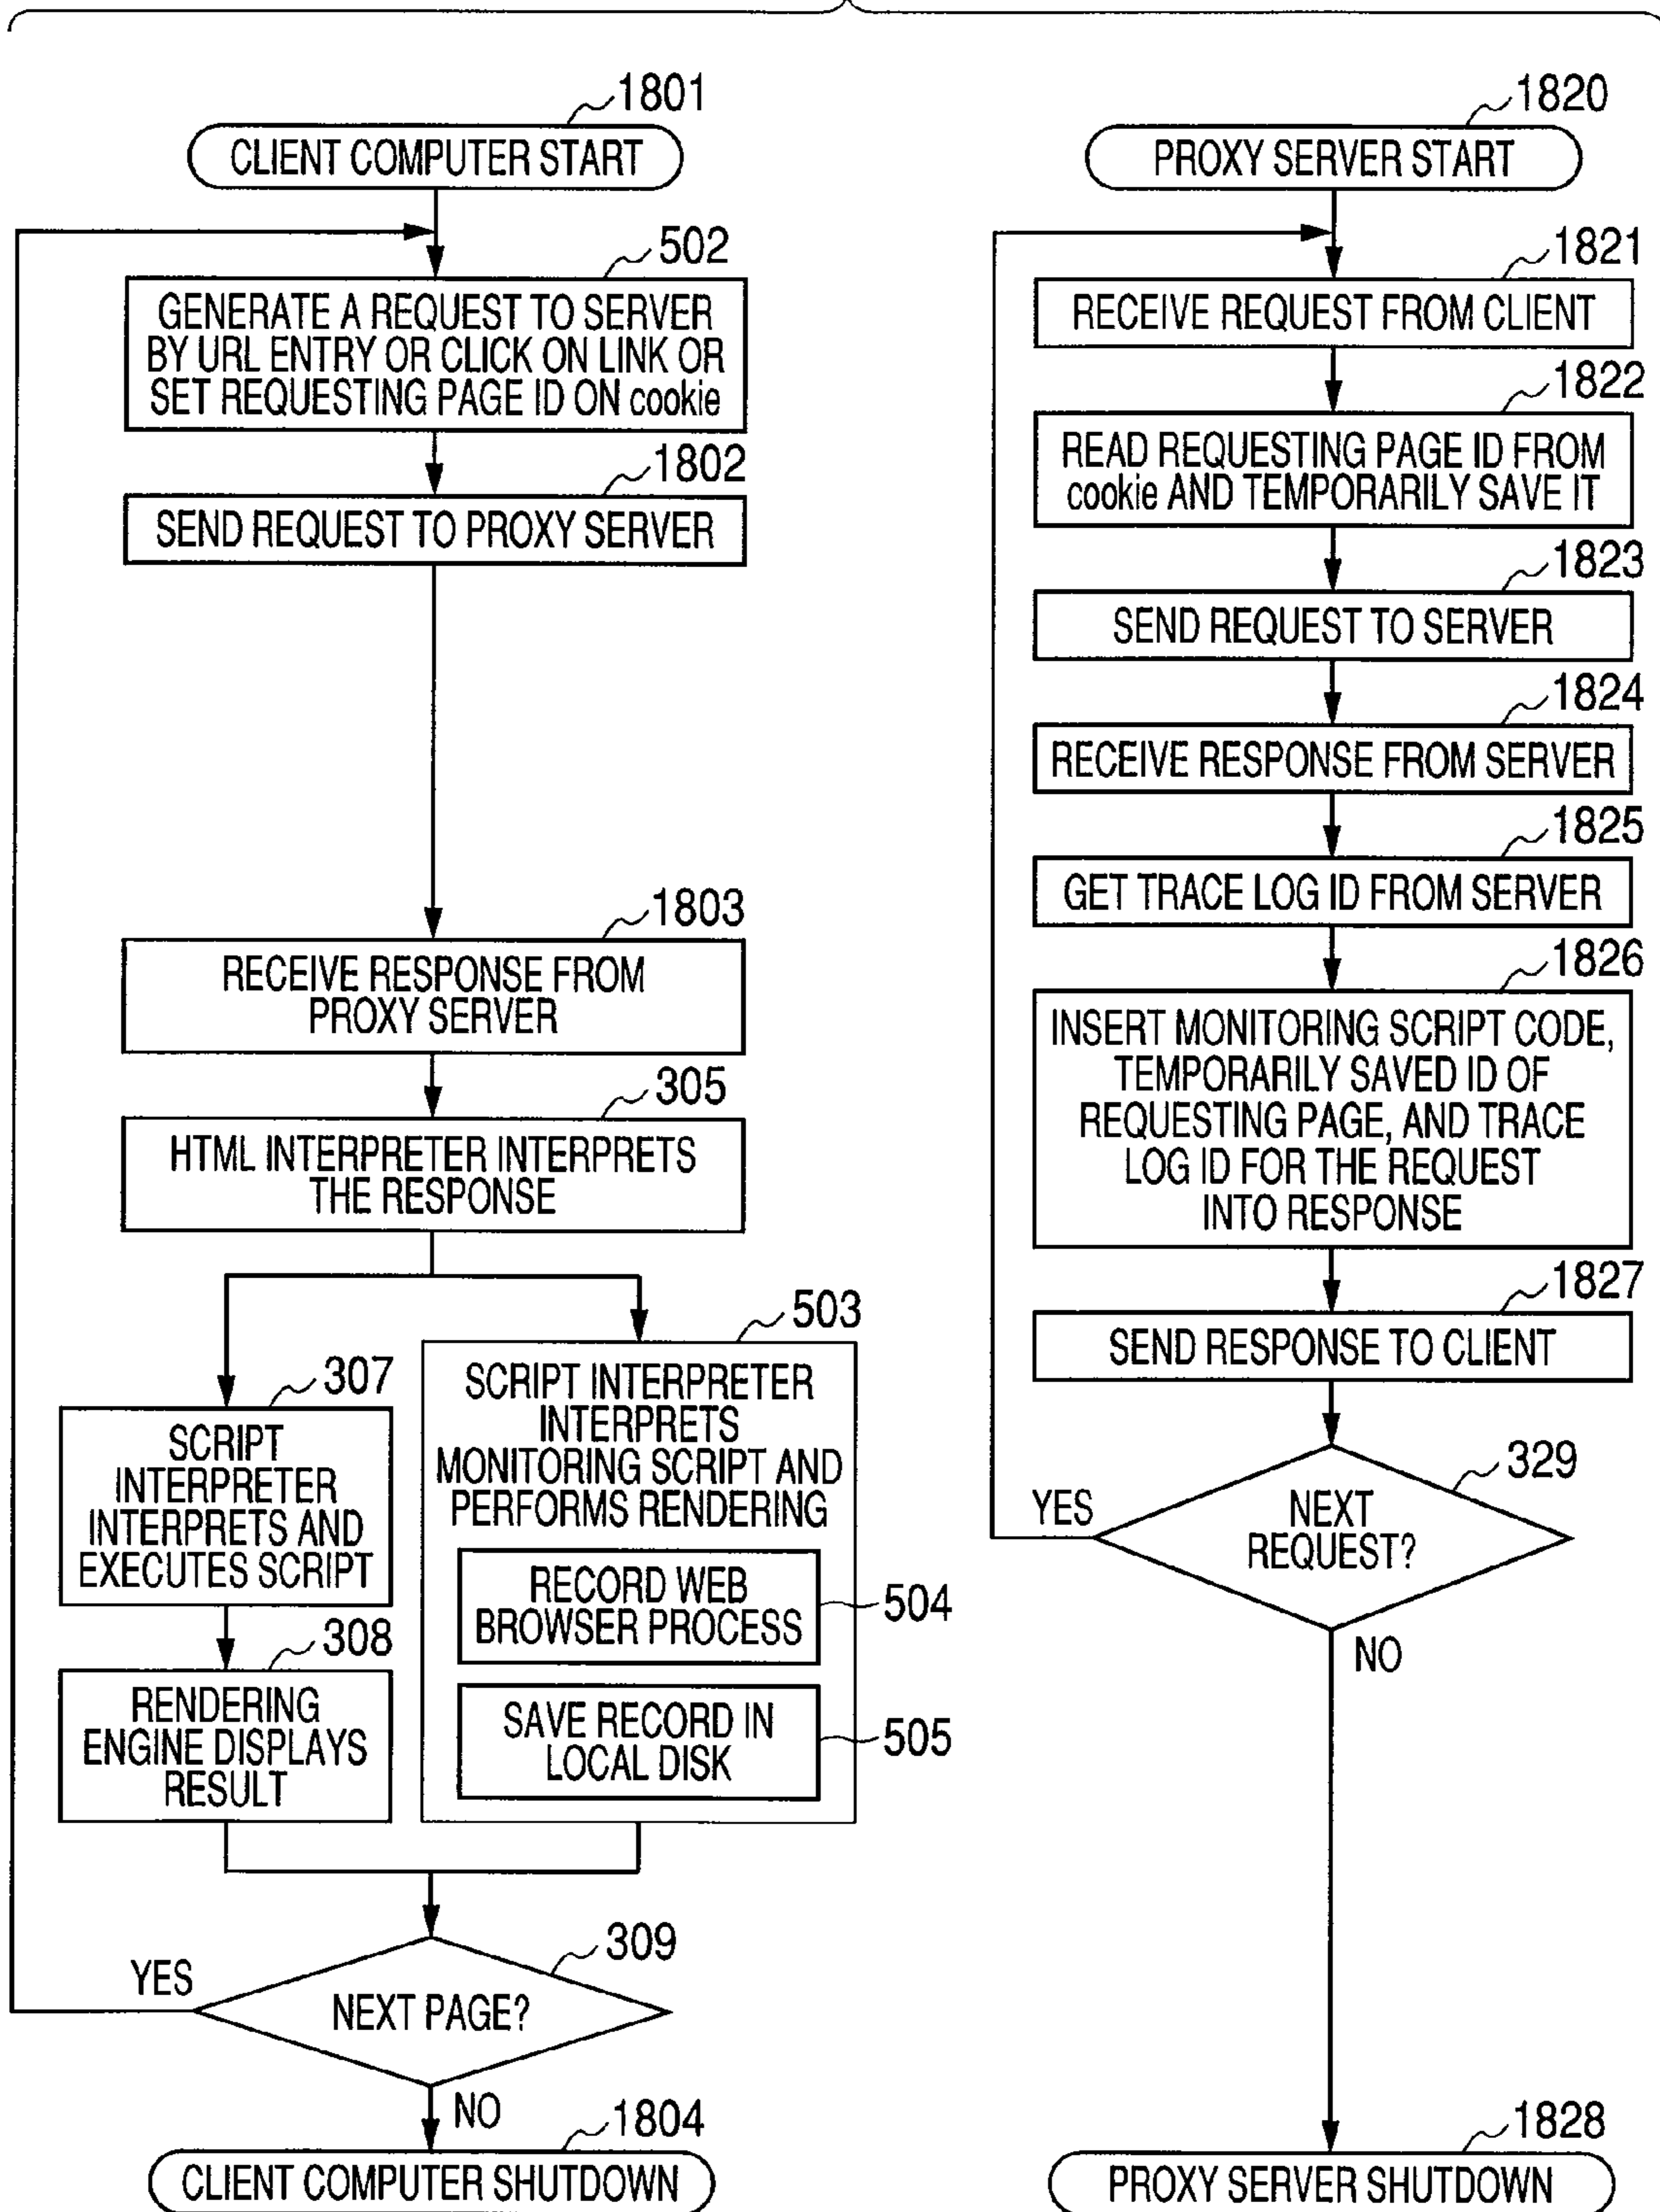 1801
CLIENT COMPUTER START
502
GENERATE A REQUEST TO SERVER
BY URL ENTRY OR CLICK ON LINK OR
SET REQUESTING PAGE ID ON cookie
1802
SEND REQUEST TO PROXY SERVER
1803
RECEIVE RESPONSE FROM
PROXY SERVER
305
HTML INTERPRETER INTERPRETS
THE RESPONSE
307
SCRIPT
INTERPRETER
INTERPRETS AND
EXECUTES SCRIPT
308
RENDERING
ENGINE DISPLAYS
RESULT
503
SCRIPT INTERPRETER
INTERPRETS
MONITORING SCRIPT AND
PERFORMS RENDERING
RECORD WEB
BROWSER PROCESS
504
SAVE RECORD IN
LOCAL DISK
505
309
YES
NEXT PAGE?
NO
1804
CLIENT COMPUTER SHUTDOWN
1820
PROXY SERVER START
1821
RECEIVE REQUEST FROM CLIENT
1822
READ REQUESTING PAGE ID FROM
cookie AND TEMPORARILY SAVE IT
1823
SEND REQUEST TO SERVER
1824
RECEIVE RESPONSE FROM SERVER
1825
GET TRACE LOG ID FROM SERVER
1826
INSERT MONITORING SCRIPT CODE,
TEMPORARILY SAVED ID OF
REQUESTING PAGE, AND TRACE
LOG ID FOR THE REQUEST
INTO RESPONSE
1827
SEND RESPONSE TO CLIENT
329
YES
NEXT
REQUEST?
NO
1828
PROXY SERVER SHUTDOWN